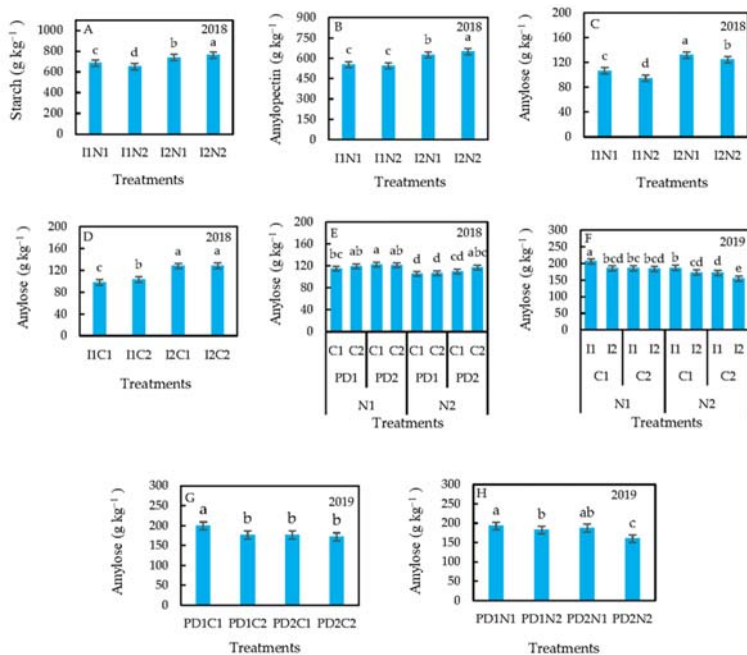 A 2018
Starch (g kg⁻¹)
1000
800
600
400
200
0
c d b a
I1N1 I1N2 I2N1 I2N2
Treatments
B 2018
Amylopectin (g kg⁻¹)
900
750
600
450
300
150
0
c c b a
I1N1 I1N2 I2N1 I2N2
Treatments
C 2018
Amylose (g kg⁻¹)
200
160
120
80
40
0
c d a b
I1N1 I1N2 I2N1 I2N2
Treatments
D 2018
Amylose (g kg⁻¹)
200
160
120
80
40
0
c b a a
I1C1 I1C2 I2C1 I2C2
Treatments
E 2018
Amylose (g kg⁻¹)
200
160
120
80
40
0
bc ab a ab d d cd abc
C1 C2 C1 C2 C1 C2 C1 C2
PD1 PD2 PD1 PD2
N1 N2
Treatments
F 2019
Amylose (g kg⁻¹)
300
250
200
150
100
50
0
a bcd bc bcd b cd d e
I1 I2 I1 I2 I1 I2 I1 I2
C1 C2 C1 C2
N1 N2
Treatments
G 2019
Amylose (g kg⁻¹)
300
250
200
150
100
50
0
a b b b
PD1C1 PD1C2 PD2C1 PD2C2
Treatments
H 2019
Amylose (g kg⁻¹)
300
250
200
150
100
50
0
a b ab c
PD1N1 PD1N2 PD2N1 PD2N2
Treatments